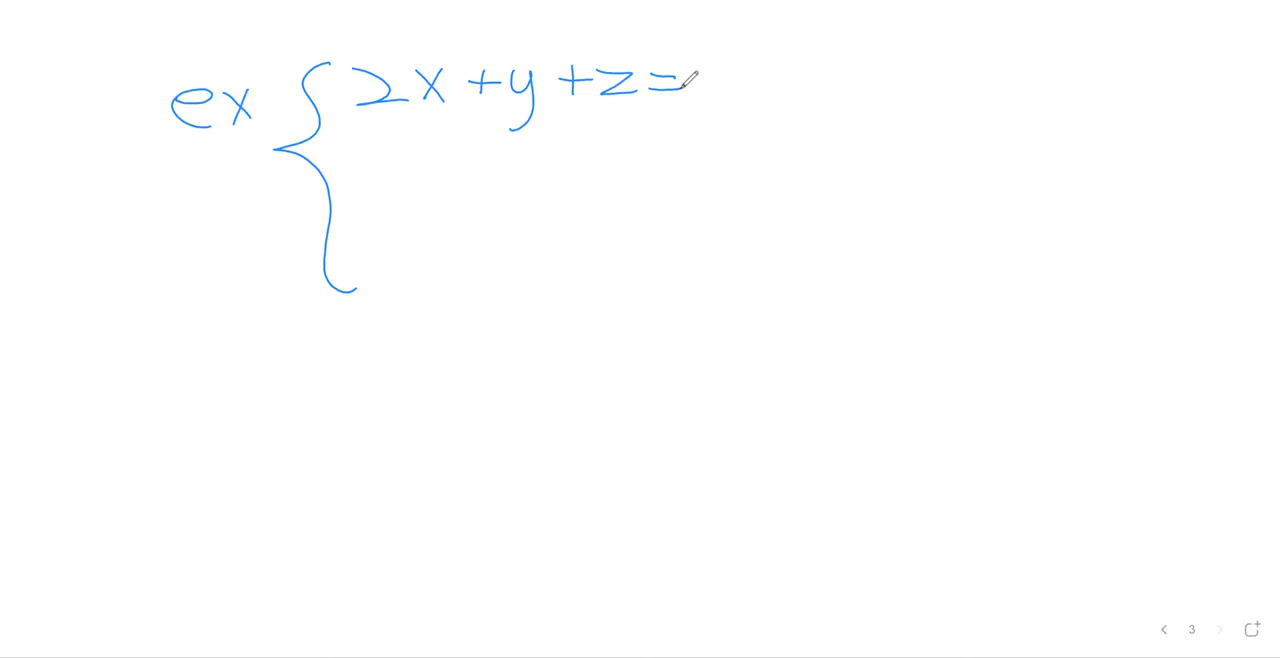 ex { 2x + y + z =
3